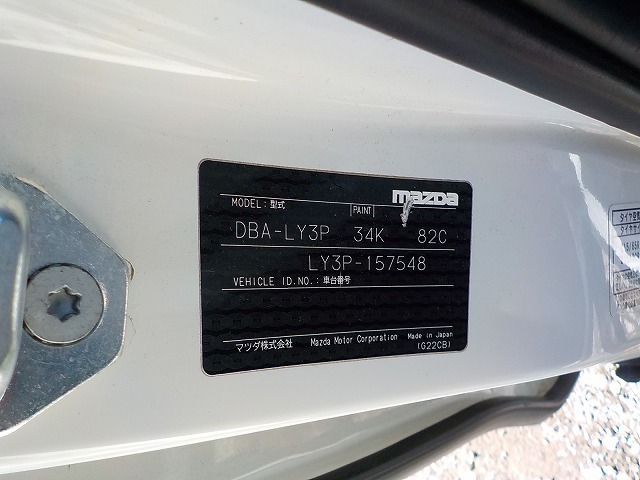 mazda
MODEL：型式 PAINT
DBA-LY3P 34K 82C
LY3P-157548
VEHICLE ID.NO.：車台番号
マツダ株式会社 Mazda Motor Corporation Made in Japan
(G22CB)